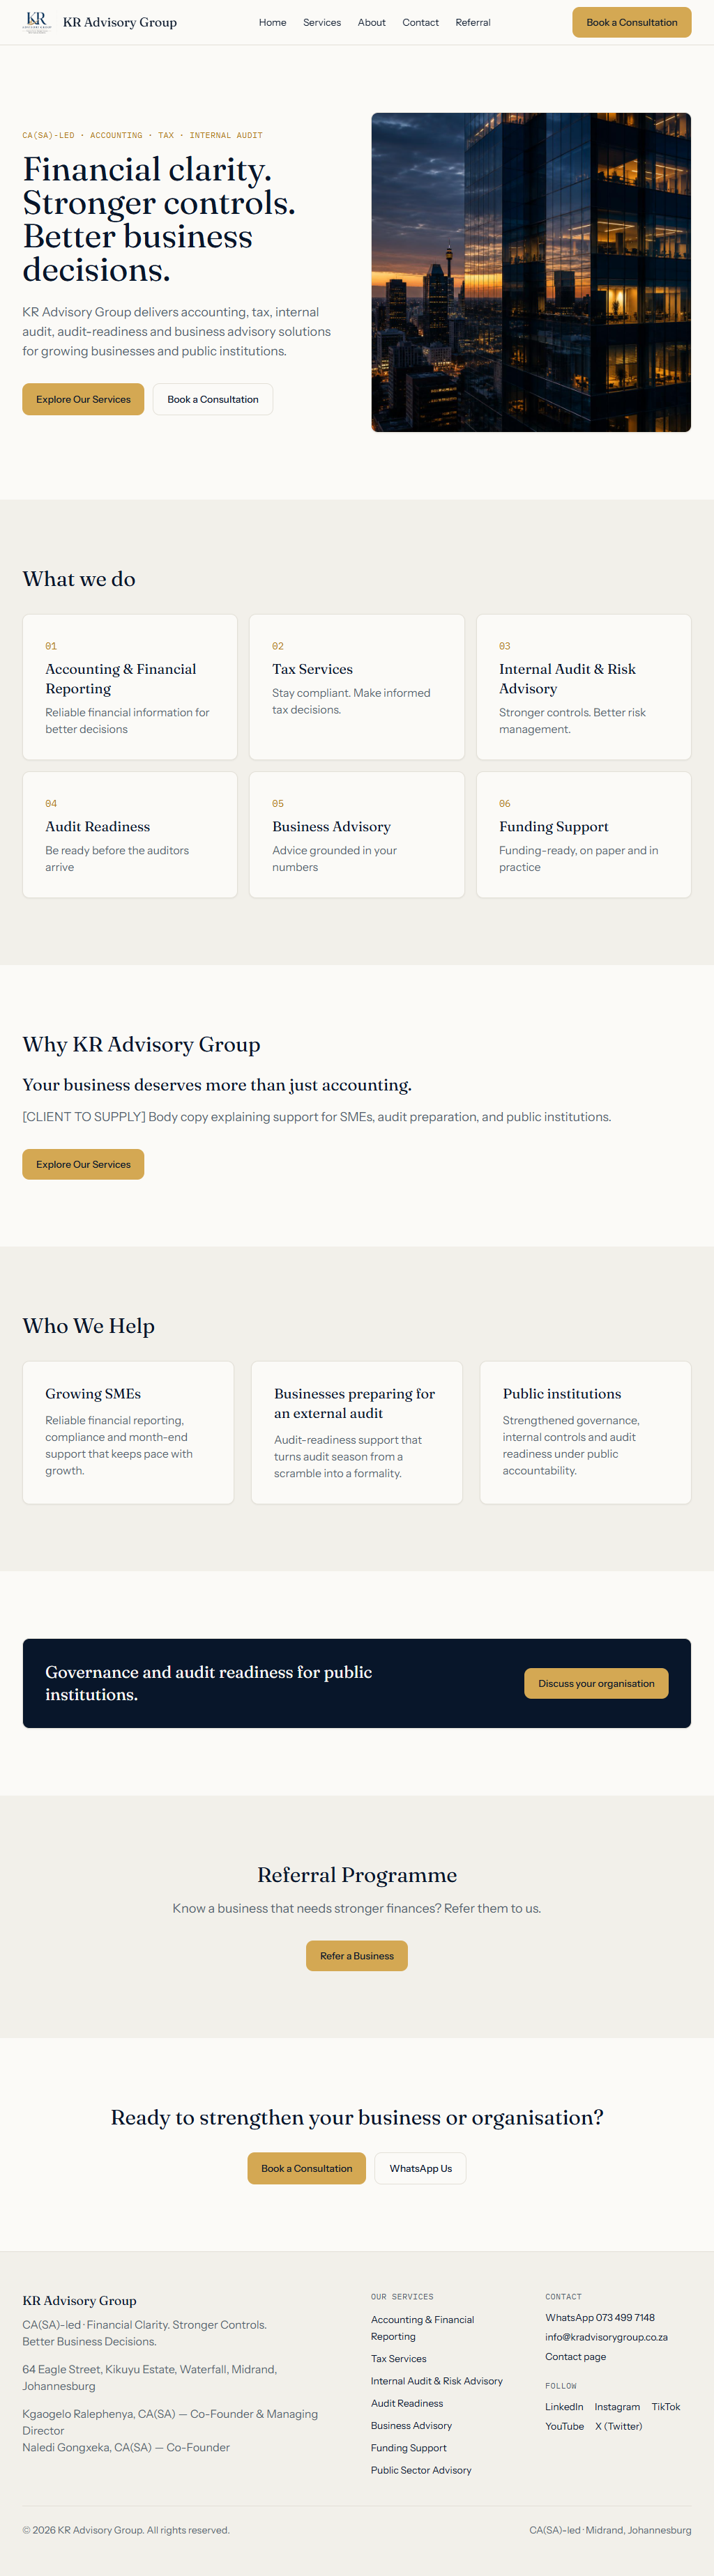 KR
KR Advisory Group
Home Services About Contact Referral
Book a Consultation
CA(SA)-LED · ACCOUNTING · TAX · INTERNAL AUDIT
Financial clarity.
Stronger controls.
Better business
decisions.
KR Advisory Group delivers accounting, tax, internal
audit, audit-readiness and business advisory solutions
for growing businesses and public institutions.
Explore Our Services
Book a Consultation
What we do
01
Accounting & Financial
Reporting
Reliable financial information for
better decisions
02
Tax Services
Stay compliant. Make informed
tax decisions.
03
Internal Audit & Risk
Advisory
Stronger controls. Better risk
management.
04
Audit Readiness
Be ready before the auditors
arrive
05
Business Advisory
Advice grounded in your
numbers
06
Funding Support
Funding-ready, on paper and in
practice
Why KR Advisory Group
Your business deserves more than just accounting.
[CLIENT TO SUPPLY] Body copy explaining support for SMEs, audit preparation, and public institutions.
Explore Our Services
Who We Help
Growing SMEs
Reliable financial reporting,
compliance and month-end
support that keeps pace with
growth.
Businesses preparing for
an external audit
Audit-readiness support that
turns audit season from a
scramble into a formality.
Public institutions
Strengthened governance,
internal controls and audit
readiness under public
accountability.
Governance and audit readiness for public
institutions.
Discuss your organisation
Referral Programme
Know a business that needs stronger finances? Refer them to us.
Refer a Business
Ready to strengthen your business or organisation?
Book a Consultation
WhatsApp Us
KR Advisory Group
CA(SA)-led · Financial Clarity. Stronger Controls.
Better Business Decisions.
64 Eagle Street, Kikuyu Estate, Waterfall, Midrand,
Johannesburg
Kgaogelo Ralephenya, CA(SA) — Co-Founder & Managing
Director
Naledi Gongxeka, CA(SA) — Co-Founder
OUR SERVICES
Accounting & Financial
Reporting
Tax Services
Internal Audit & Risk Advisory
Audit Readiness
Business Advisory
Funding Support
Public Sector Advisory
CONTACT
WhatsApp 073 499 7148
info@kradvisorygroup.co.za
Contact page
FOLLOW
LinkedIn Instagram TikTok
YouTube X (Twitter)
© 2026 KR Advisory Group. All rights reserved.
CA(SA)-led · Midrand, Johannesburg